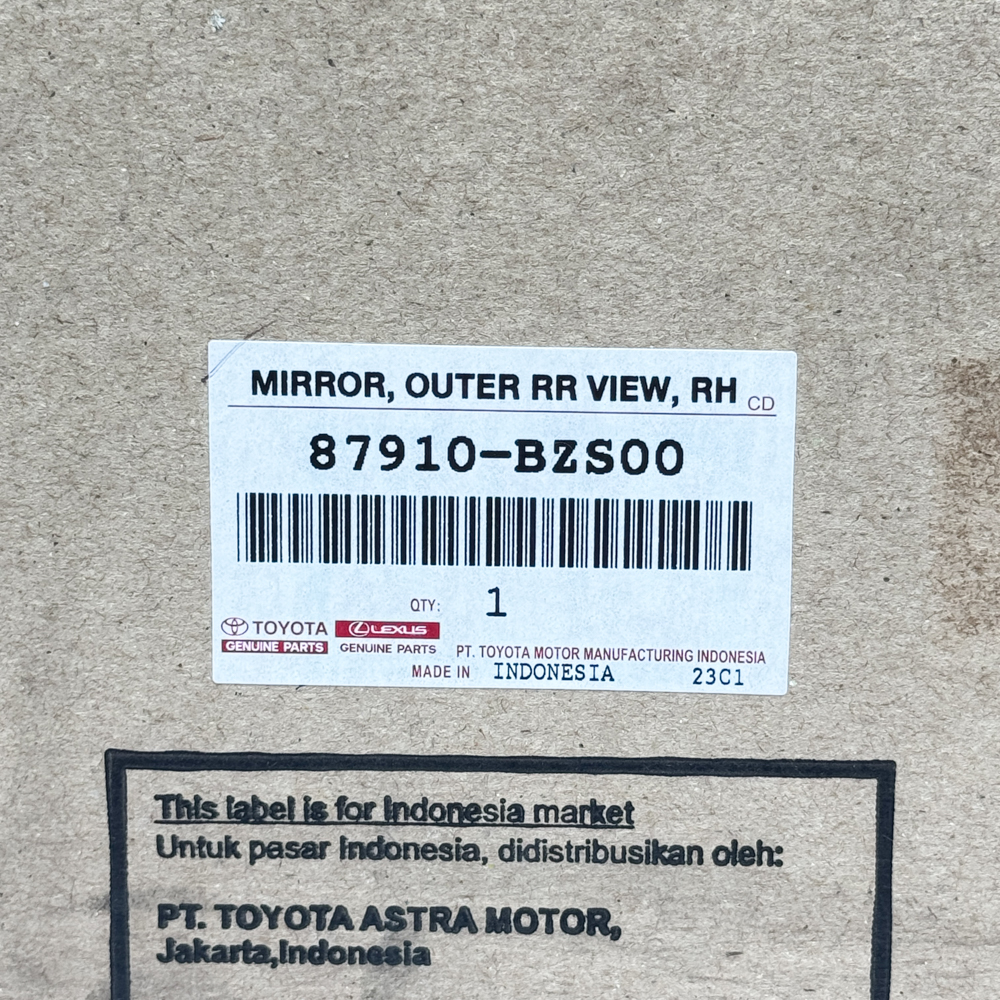 MIRROR, OUTER RR VIEW, RH CD
87910-BZS00
QTY: 1
TOYOTA LEXUS
GENUINE PARTS GENUINE PARTS PT. TOYOTA MOTOR MANUFACTURING INDONESIA
MADE IN INDONESIA 23C1
This label is for Indonesia market
Untuk pasar Indonesia, didistribusikan oleh:
PT. TOYOTA ASTRA MOTOR,
Jakarta,Indonesia